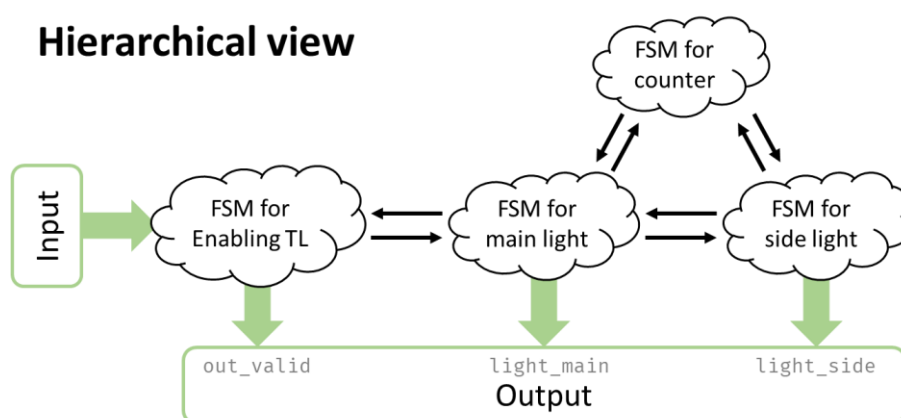 Hierarchical view
FSM for
counter
Input
FSM for
Enabling TL
FSM for
main light
FSM for
side light
out_valid
light_main
light_side
Output